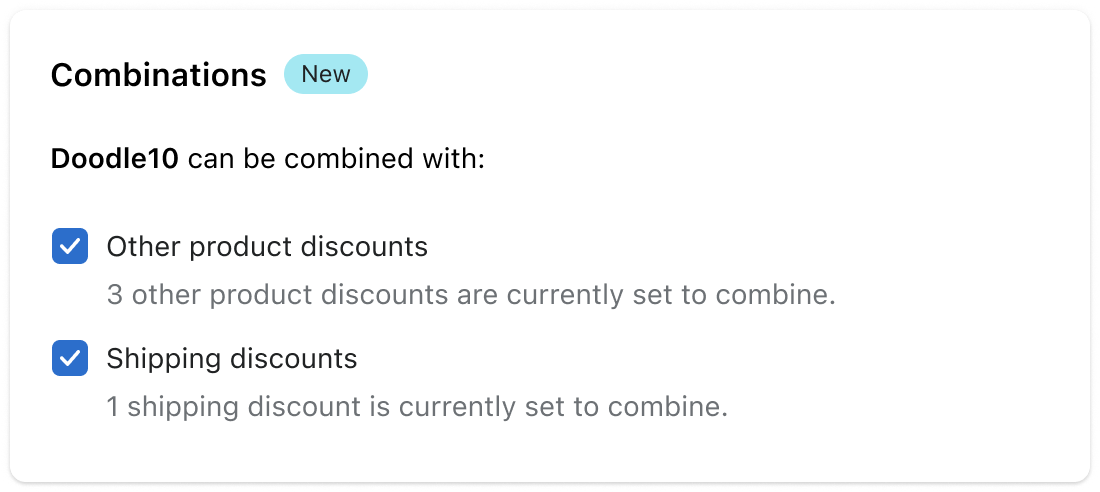 Combinations New
Doodle10 can be combined with:
Other product discounts
3 other product discounts are currently set to combine.
Shipping discounts
1 shipping discount is currently set to combine.